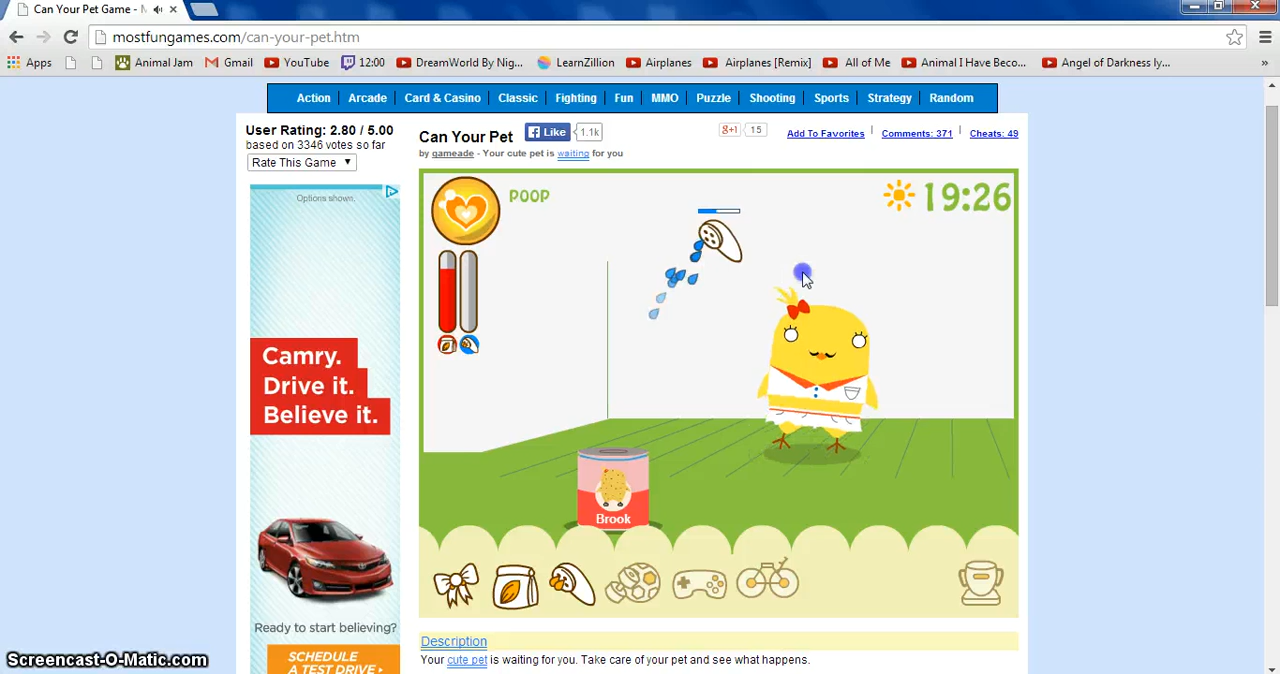 Can Your Pet Game - M
mostfungames.com/can-your-pet.htm
Apps Animal Jam Gmail YouTube 12:00 DreamWorld By Nig... LearnZillion Airplanes Airplanes [Remix] All of Me Animal I Have Beco... Angel of Darkness ly... »
Action Arcade Card & Casino Classic Fighting Fun MMO Puzzle Shooting Sports Strategy Random
User Rating: 2.80 / 5.00
based on 3346 votes so far
Rate This Game
Can Your Pet Like 1.1k
g+1 15
Add To Favorites Comments: 371 Cheats: 49
by gameade - Your cute pet is waiting for you
Options shown.
POOP
19:26
Camry.
Drive it.
Believe it.
Brook
Ready to start believing?
SCHEDULE
A TEST DRIVE
Description
Your cute pet is waiting for you. Take care of your pet and see what happens.
Screencast-O-Matic.com